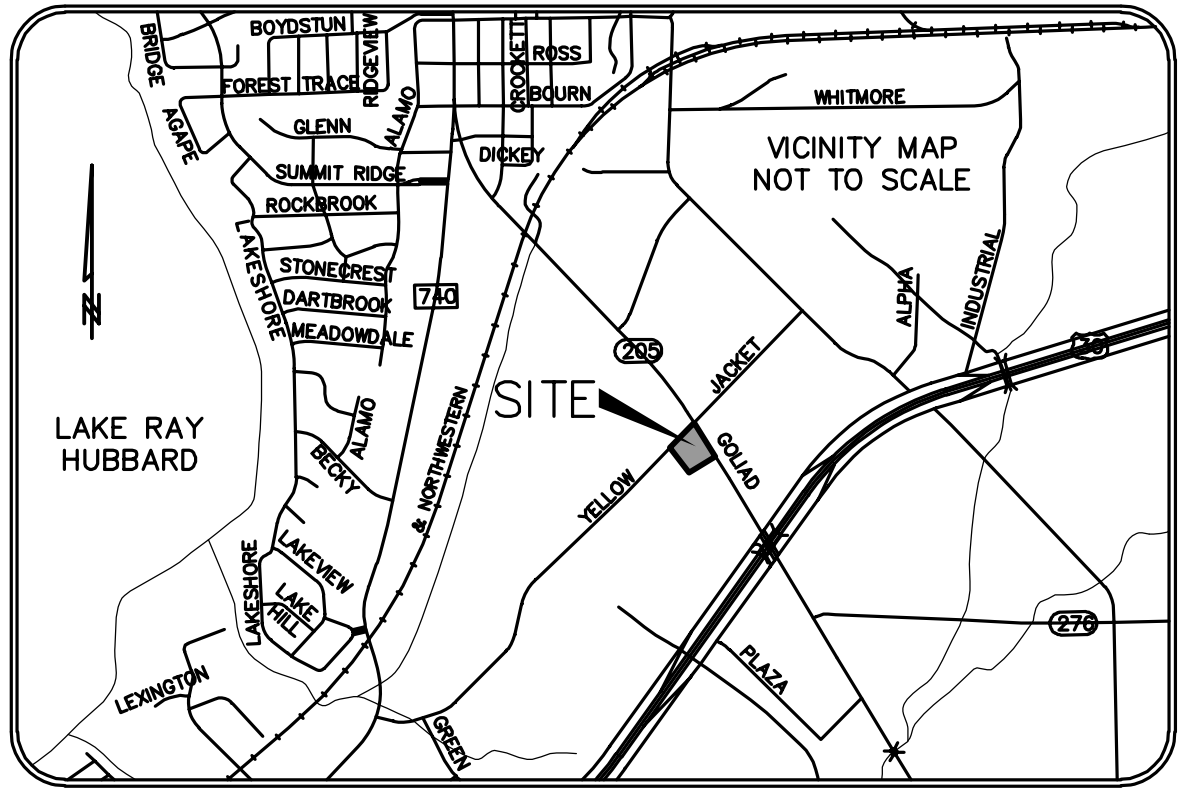 BRIDGE
BOYDSTUN
RIDGEVIEW
CROCKETT
ROSS
FOREST TRACE
BOURN
ALAMO
WHITMORE
AGAPE
GLENN
DICKEY
VICINITY MAP
NOT TO SCALE
SUMMIT RIDGE
ROCKBROOK
LAKESHORE
STONECREST
DARTBROOK
MEADOWDALE
740
ALPHA
INDUSTRIAL
30
205
JACKET
SITE
LAKE RAY
HUBBARD
ALAMO
BECKY
& NORTHWESTERN
GOLIAD
YELLOW
LAKESHORE
LAKEVIEW
LAKE
HILL
276
PLAZA
LEXINGTON
GREEN
N